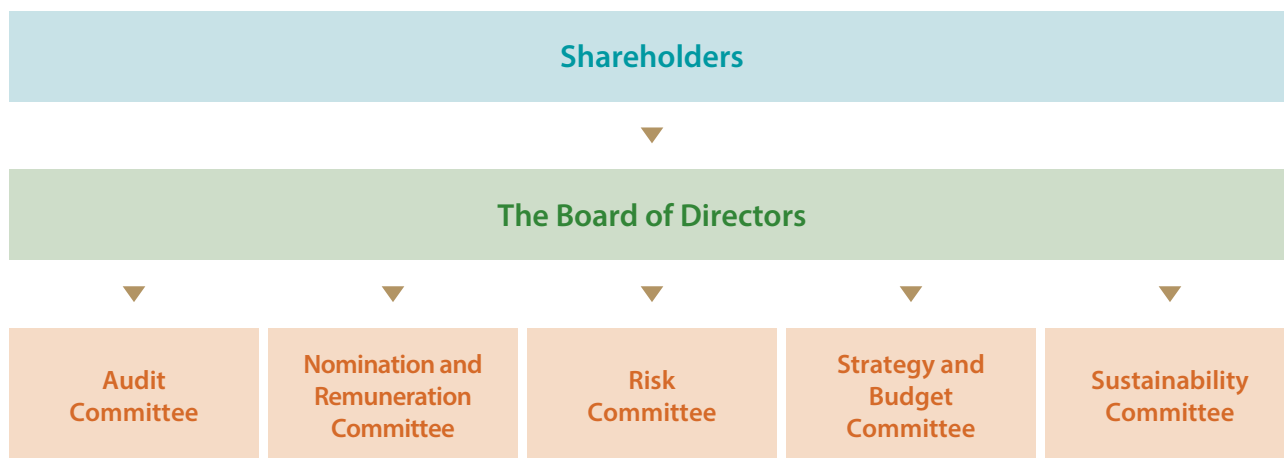 Shareholders
The Board of Directors
Audit
Committee
Nomination and
Remuneration
Committee
Risk
Committee
Strategy and
Budget
Committee
Sustainability
Committee